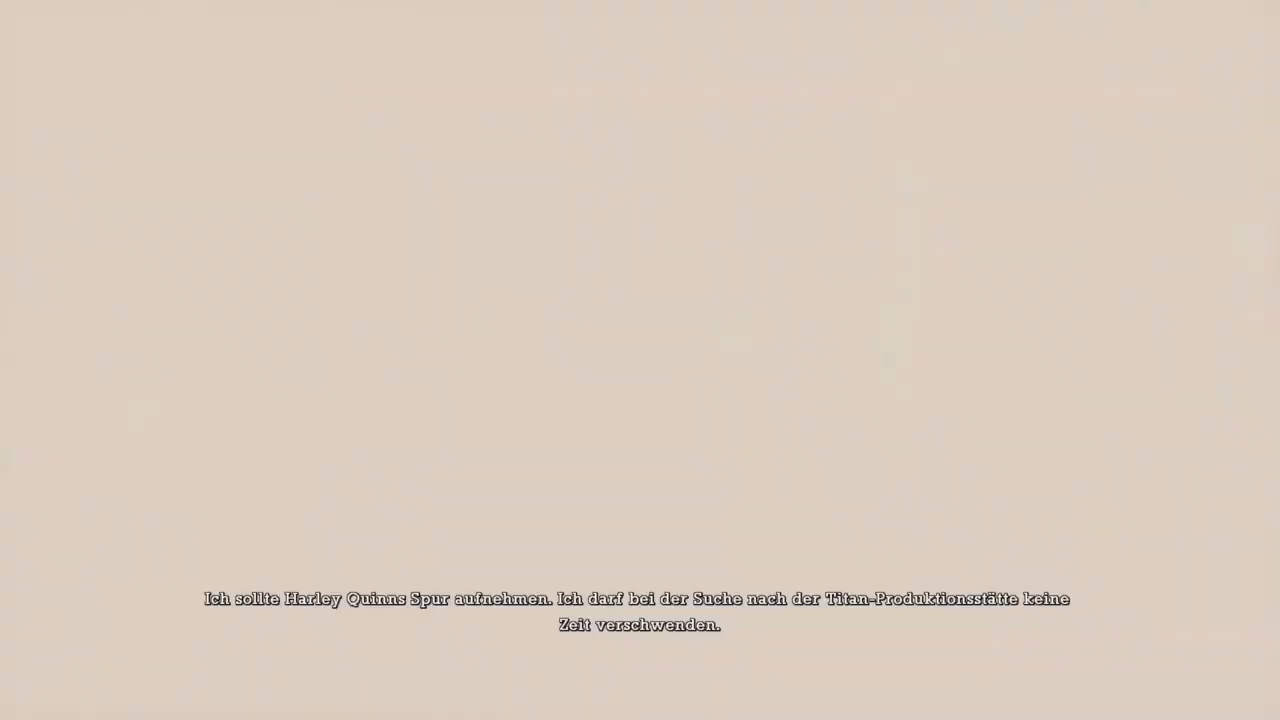 Ich sollte Harley Quinns Spur aufnehmen. Ich darf bei der Suche nach der Titan-Produktionsstätte keine
Zeit verschwenden.